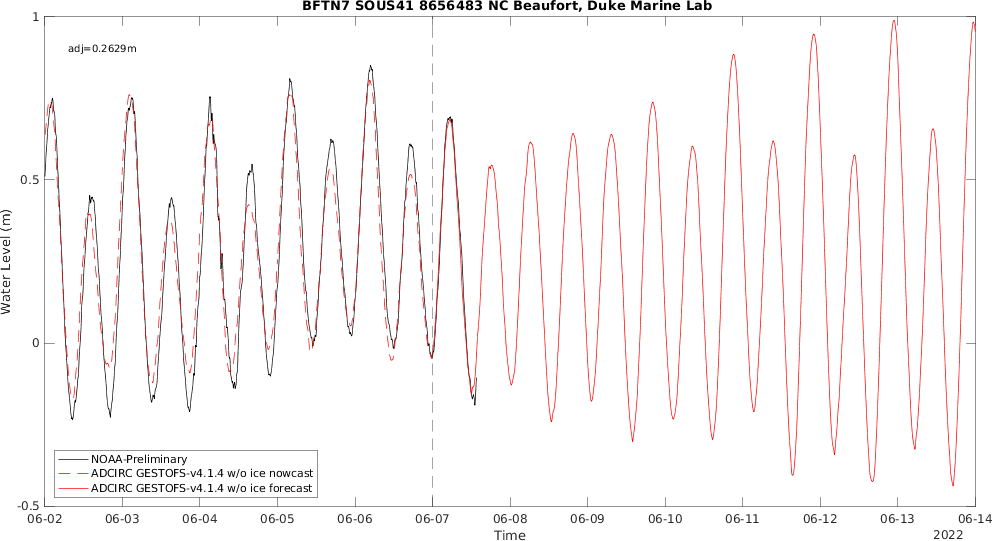 BFTN7 SOUS41 8656483 NC Beaufort, Duke Marine Lab
adj=0.2629m
Water Level (m)
1
0.5
0
-0.5
NOAA-Preliminary
ADCIRC GESTOFS-v4.1.4 w/o ice nowcast
ADCIRC GESTOFS-v4.1.4 w/o ice forecast
06-02 06-03 06-04 06-05 06-06 06-07 06-08 06-09 06-10 06-11 06-12 06-13 06-14
Time
2022